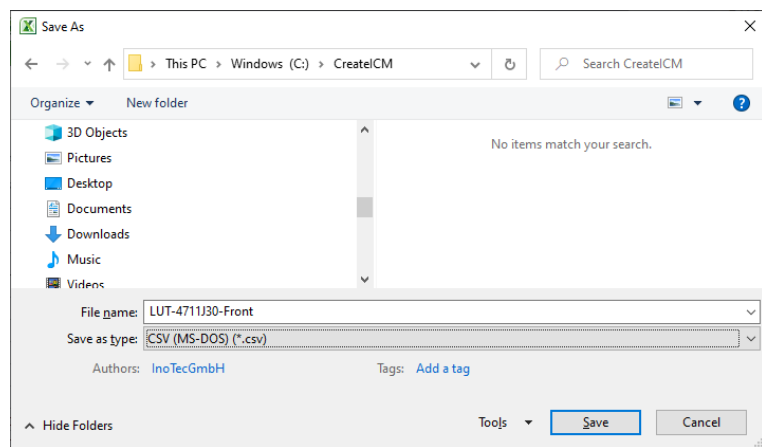 Save As
This PC > Windows (C:) > CreateICM
Search CreateICM
Organize
New folder
?
3D Objects
Pictures
Desktop
Documents
Downloads
Music
Videos
No items match your search.
File name: LUT-4711J30-Front
Save as type: CSV (MS-DOS) (*.csv)
Authors: InoTecGmbH Tags: Add a tag
Hide Folders
Tools
Save
Cancel